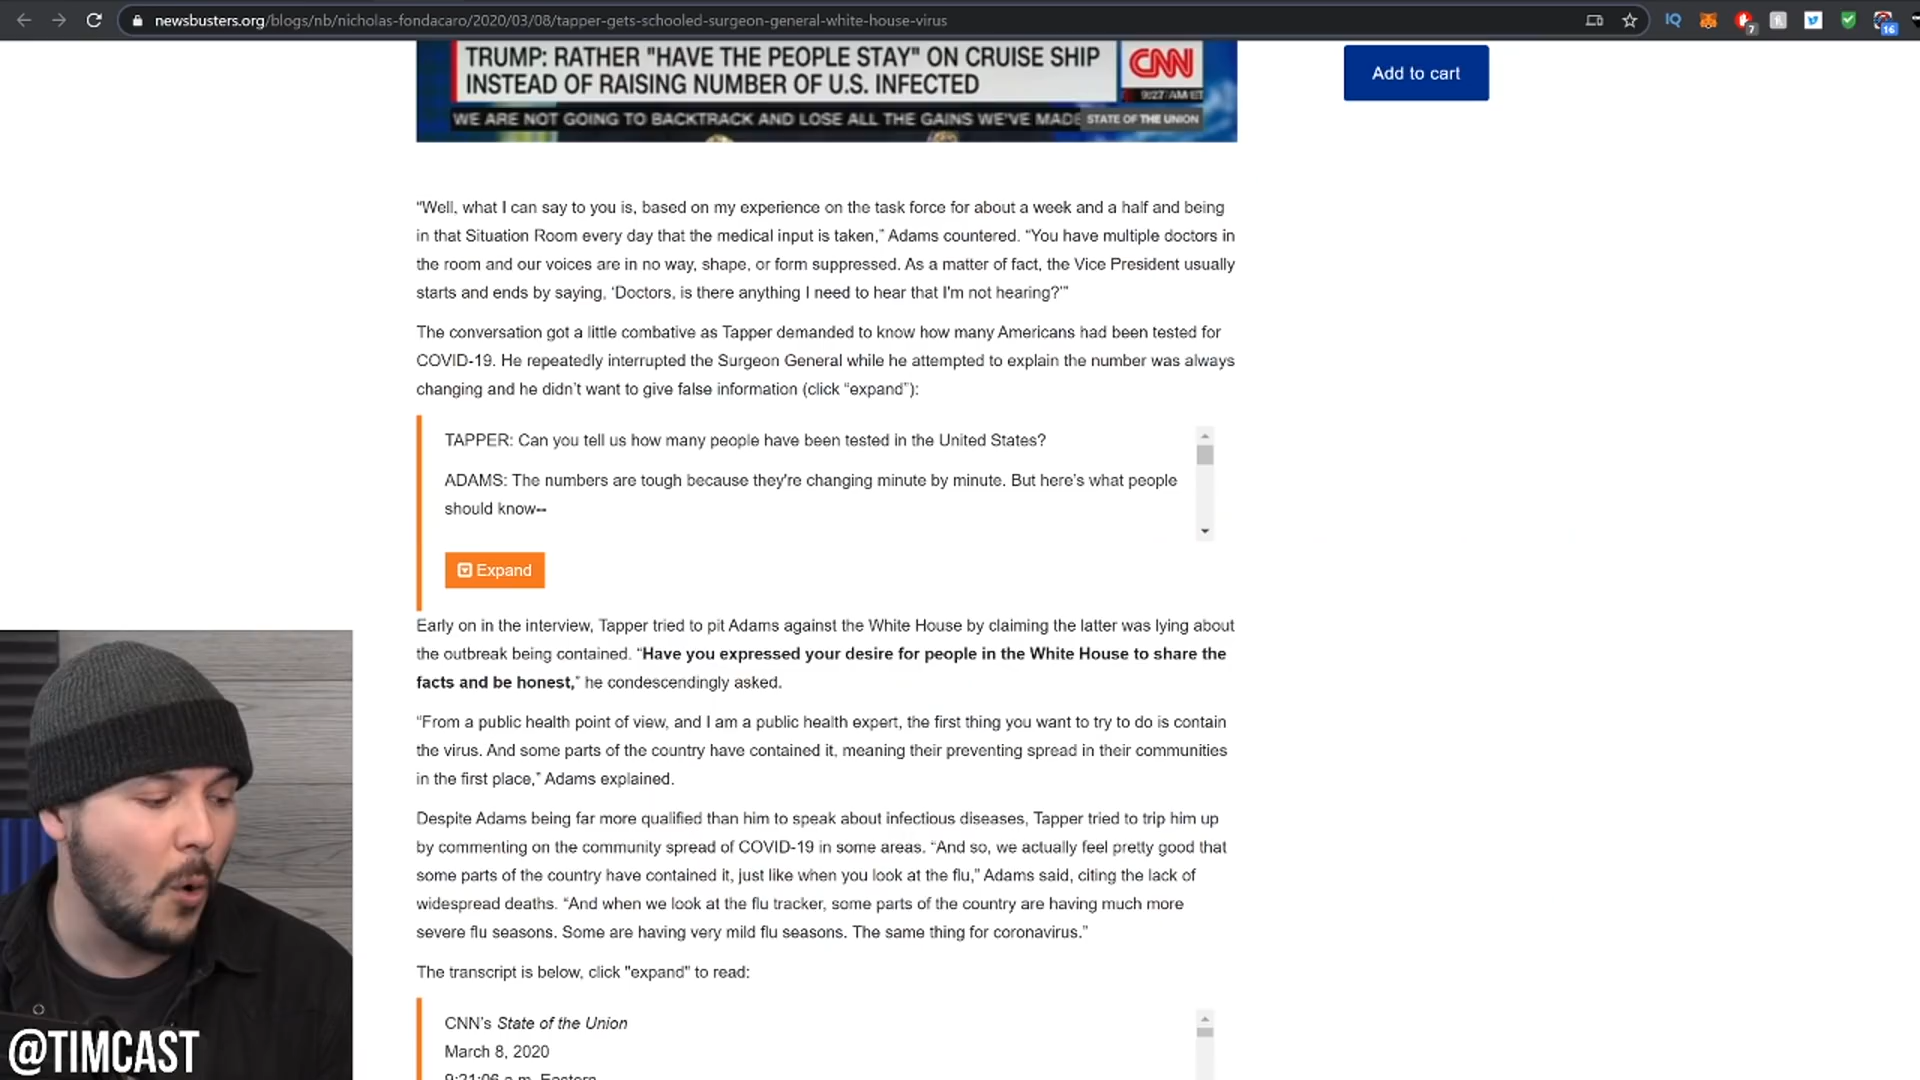 newsbusters.org/blogs/nb/nicholas-fondacaro/2020/03/08/tapper-gets-schooled-surgeon-general-white-house-virus
IQ
7
16
TRUMP: RATHER "HAVE THE PEOPLE STAY" ON CRUISE SHIP
INSTEAD OF RAISING NUMBER OF U.S. INFECTED
CNN
9:27 AM ET
WE ARE NOT GOING TO BACKTRACK AND LOSE ALL THE GAINS WE'VE MADE
STATE OF THE UNION
Add to cart
“Well, what I can say to you is, based on my experience on the task force for about a week and a half and being
in that Situation Room every day that the medical input is taken,” Adams countered. “You have multiple doctors in
the room and our voices are in no way, shape, or form suppressed. As a matter of fact, the Vice President usually
starts and ends by saying, ‘Doctors, is there anything I need to hear that I'm not hearing?’”
The conversation got a little combative as Tapper demanded to know how many Americans had been tested for
COVID-19. He repeatedly interrupted the Surgeon General while he attempted to explain the number was always
changing and he didn’t want to give false information (click “expand”):
TAPPER: Can you tell us how many people have been tested in the United States?
ADAMS: The numbers are tough because they're changing minute by minute. But here’s what people
should know--
Expand
Early on in the interview, Tapper tried to pit Adams against the White House by claiming the latter was lying about
the outbreak being contained. “Have you expressed your desire for people in the White House to share the
facts and be honest,” he condescendingly asked.
“From a public health point of view, and I am a public health expert, the first thing you want to try to do is contain
the virus. And some parts of the country have contained it, meaning their preventing spread in their communities
in the first place,” Adams explained.
Despite Adams being far more qualified than him to speak about infectious diseases, Tapper tried to trip him up
by commenting on the community spread of COVID-19 in some areas. “And so, we actually feel pretty good that
some parts of the country have contained it, just like when you look at the flu,” Adams said, citing the lack of
widespread deaths. “And when we look at the flu tracker, some parts of the country are having much more
severe flu seasons. Some are having very mild flu seasons. The same thing for coronavirus.”
The transcript is below, click "expand" to read:
CNN’s State of the Union
March 8, 2020
9:21:06 a.m. Eastern
@TIMCAST